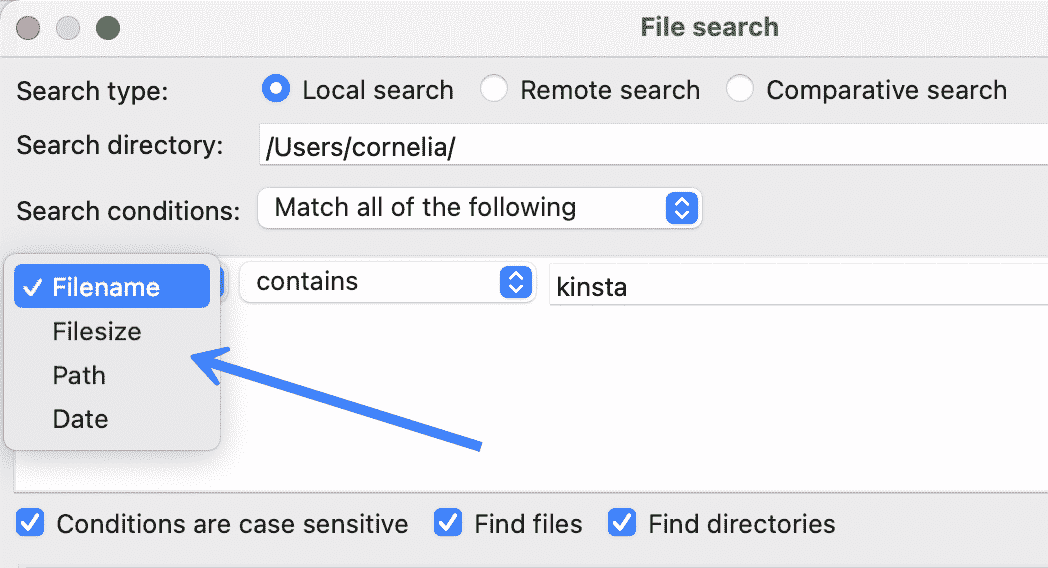 File search
Search type: Local search Remote search Comparative search
Search directory: /Users/cornelia/
Search conditions: Match all of the following
✓ Filename contains kinsta
Filesize
Path
Date
Conditions are case sensitive Find files Find directories